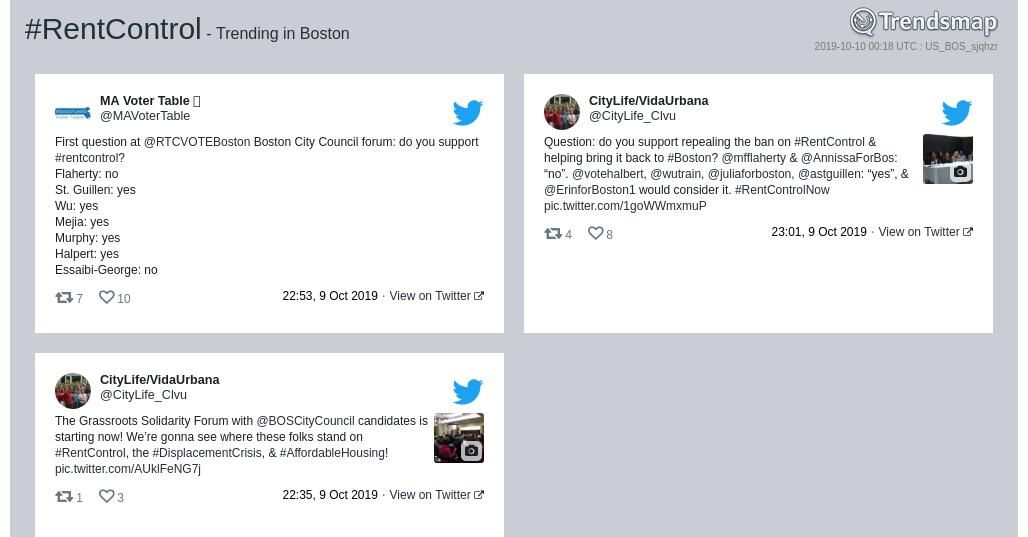 #RentControl - Trending in Boston
Trendsmap
2019-10-10 00:18 UTC : US_BOS_sjqhzr
MA Voter Table
@MAVoterTable
First question at @RTCVOTEBoston Boston City Council forum: do you support
#rentcontrol?
Flaherty: no
St. Guillen: yes
Wu: yes
Mejia: yes
Murphy: yes
Halpert: yes
Essaibi-George: no
7 10 22:53, 9 Oct 2019 · View on Twitter
CityLife/VidaUrbana
@CityLife_Clvu
Question: do you support repealing the ban on #RentControl &
helping bring it back to #Boston? @mfflaherty & @AnnissaForBos:
“no”. @votehalbert, @wutrain, @juliaforboston, @astguillen: “yes”, &
@ErinforBoston1 would consider it. #RentControlNow
pic.twitter.com/1goWWmxmuP
4 8 23:01, 9 Oct 2019 · View on Twitter
CityLife/VidaUrbana
@CityLife_Clvu
The Grassroots Solidarity Forum with @BOSCityCouncil candidates is
starting now! We’re gonna see where these folks stand on
#RentControl, the #DisplacementCrisis, & #AffordableHousing!
pic.twitter.com/AUklFeNG7j
1 3 22:35, 9 Oct 2019 · View on Twitter